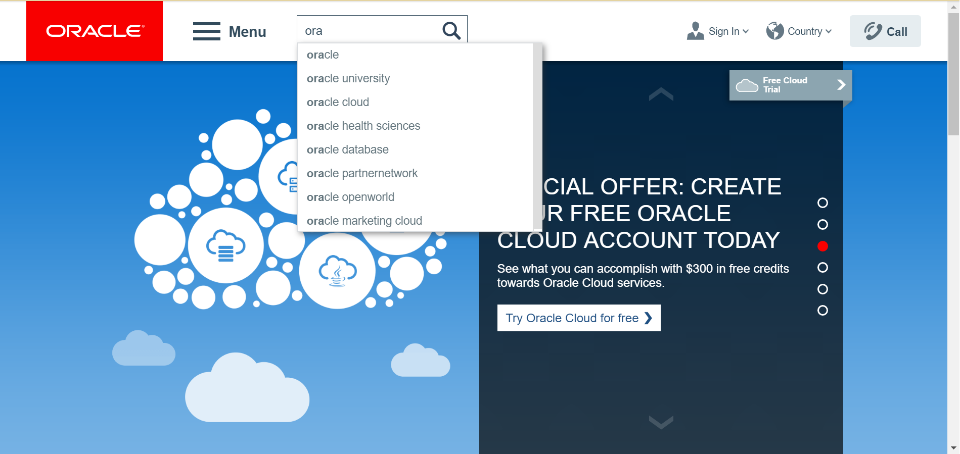 ORACLE®
Menu
ora
Sign In
Country
Call
oracle
oracle university
oracle cloud
oracle health sciences
oracle database
oracle partnernetwork
oracle openworld
oracle marketing cloud
Free Cloud
Trial
CIAL OFFER: CREATE
UR FREE ORACLE
CLOUD ACCOUNT TODAY
See what you can accomplish with $300 in free credits
towards Oracle Cloud services.
Try Oracle Cloud for free